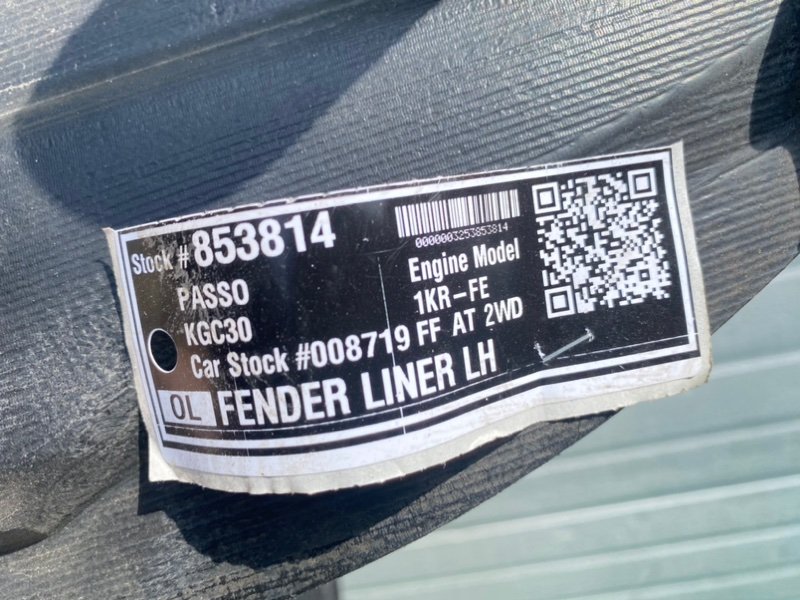 Stock # 853814
0000003253853814
PASSO
Engine Model
KGC30
1KR-FE
Car Stock #008719 FF AT 2WD
OL FENDER LINER LH